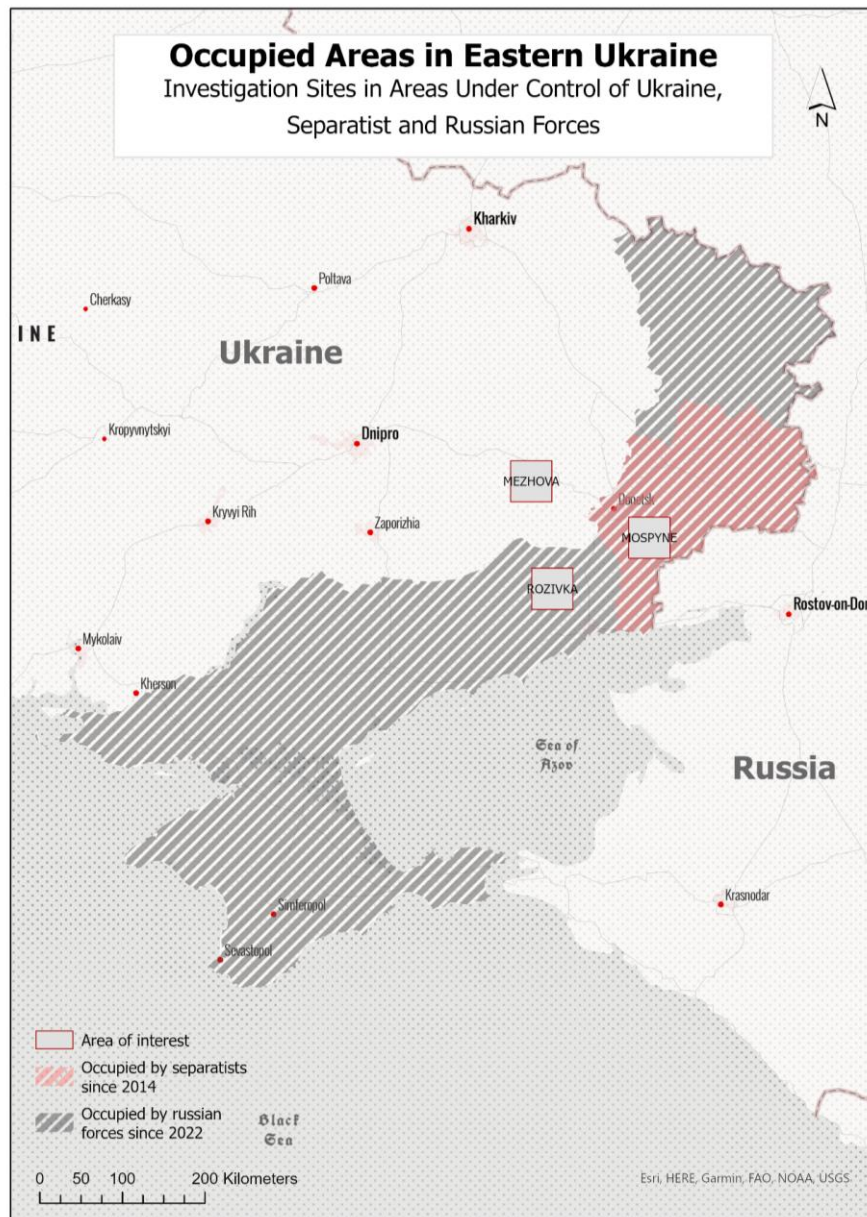 Occupied Areas in Eastern Ukraine
Investigation Sites in Areas Under Control of Ukraine,
Separatist and Russian Forces
N
Kharkiv
Poltava
Cherkasy
INE
Ukraine
Kropyvnytskyi
Dnipro
MEZHOVA
Donetsk
Kryvyi Rih
Zaporizhia
MOSPYNE
ROZIVKA
Rostov-on-Don
Mykolaiv
Kherson
Sea of
Azov
Russia
Krasnodar
Simferopol
Sevastopol
Area of interest
Occupied by separatists
since 2014
Occupied by russian
forces since 2022
Black
Sea
0 50 100 200 Kilometers
Esri, HERE, Garmin, FAO, NOAA, USGS